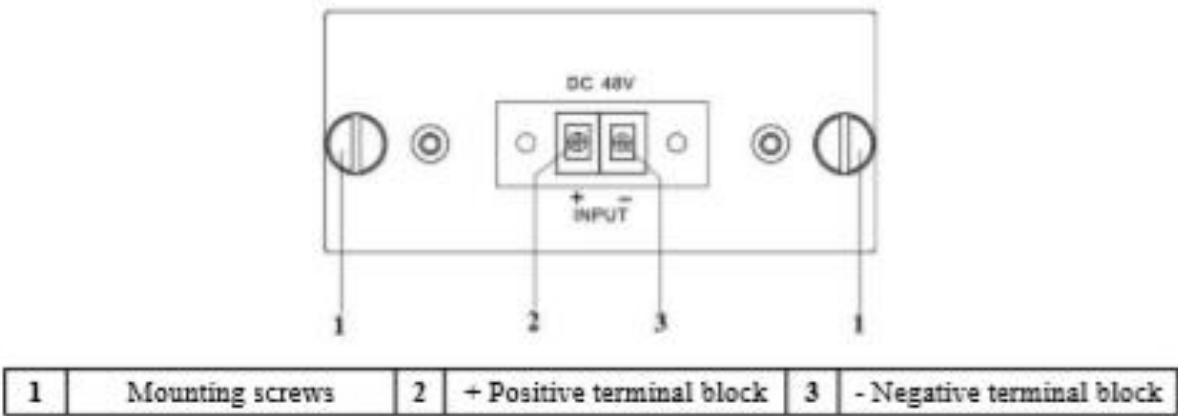 DC 48V
+ -
INPUT
1 2 3 1
1 Mounting screws 2 + Positive terminal block 3 - Negative terminal block